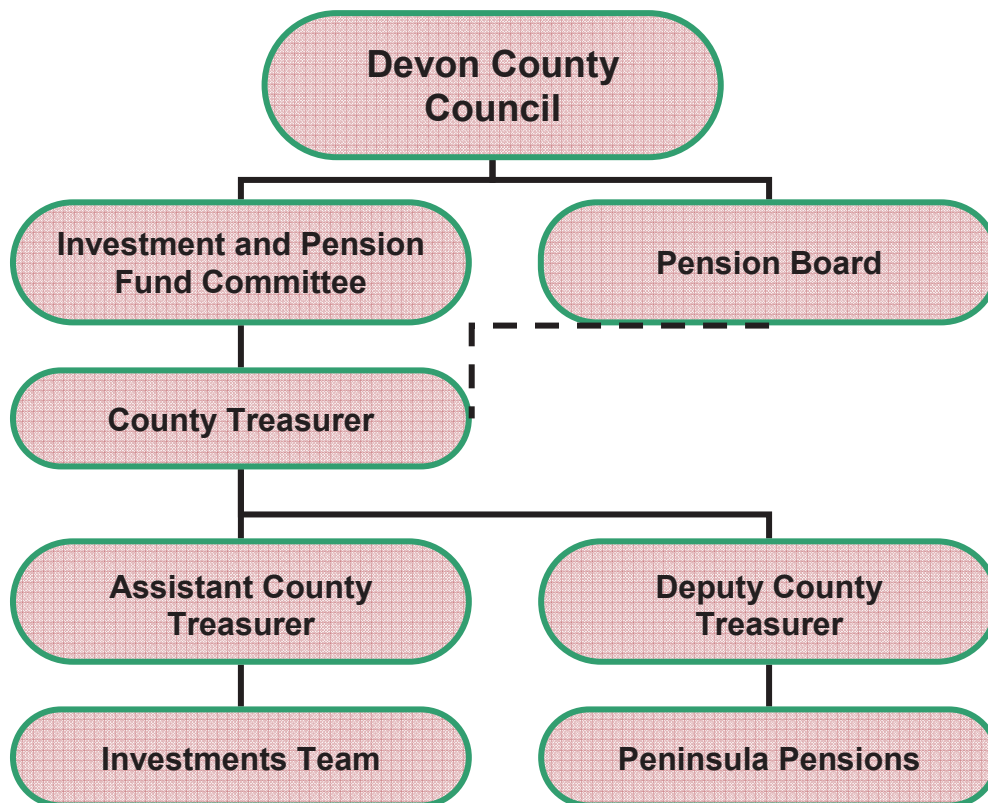 Devon County
Council
Investment and Pension
Fund Committee
Pension Board
County Treasurer
Assistant County
Treasurer
Deputy County
Treasurer
Investments Team
Peninsula Pensions